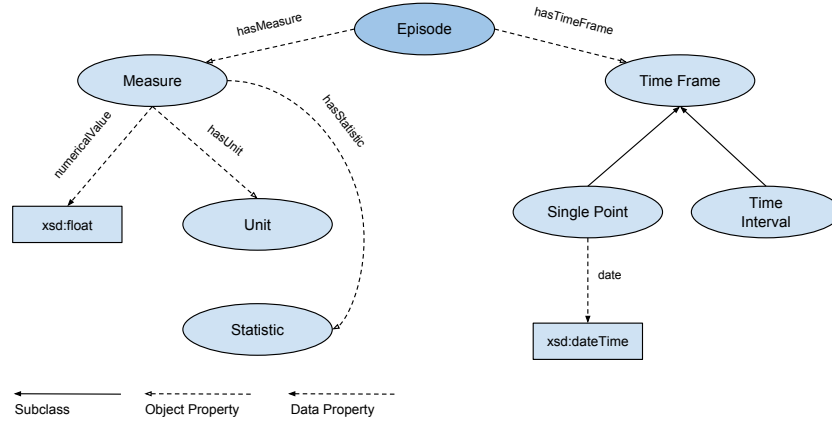 Episode
hasMeasure
hasTimeFrame
Measure
Time Frame
hasStatistic
numericalValue
hasUnit
xsd:float
Unit
Single Point
Time
Interval
date
Statistic
xsd:dateTime
Subclass
Object Property
Data Property